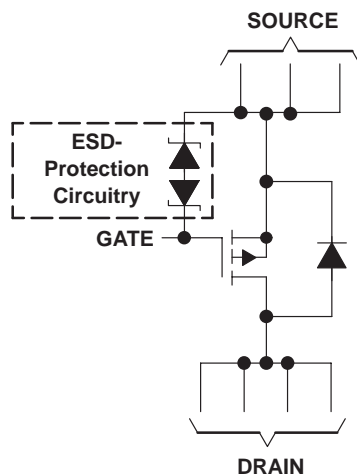 SOURCE
ESD-
Protection
Circuitry
GATE
DRAIN